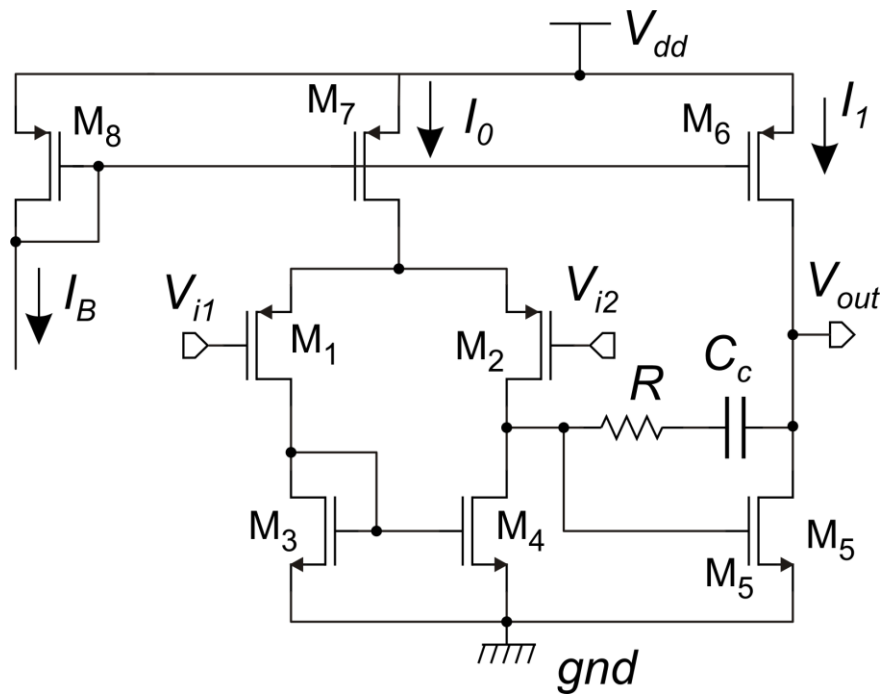 V_dd
M_8
M_7
I_0
M_6
I_1
I_B
V_i1
M_1
M_2
V_i2
V_out
R
C_c
M_3
M_4
M_5
M_5
gnd